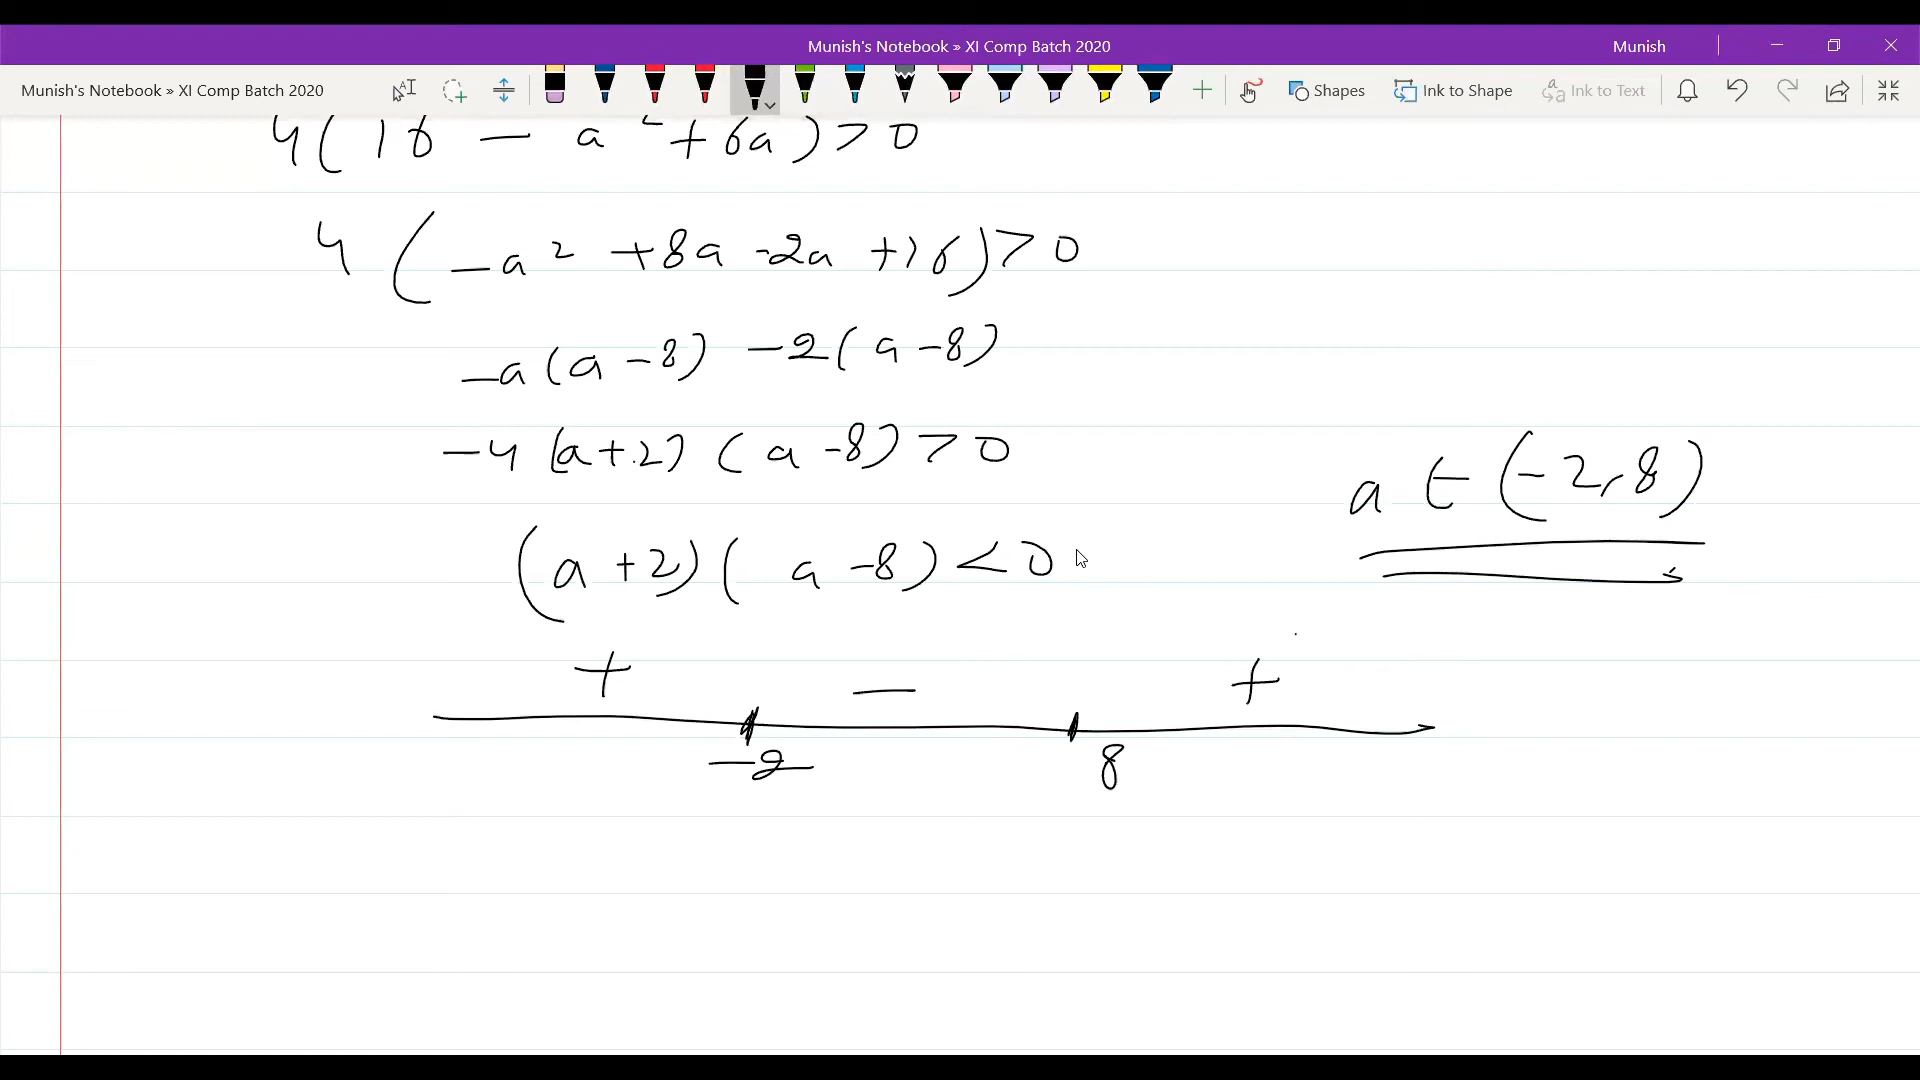 Munish's Notebook » XI Comp Batch 2020
Munish
Munish's Notebook » XI Comp Batch 2020
Shapes
Ink to Shape
Ink to Text
4(16 - a² + 6a) > 0
4(-a² + 8a - 2a + 16) > 0
-a(a - 8) - 2(a - 8)
-4(a + 2)(a - 8) > 0
a ∈ (-2, 8)
(a + 2)(a - 8) < 0
+ - +
-2 8